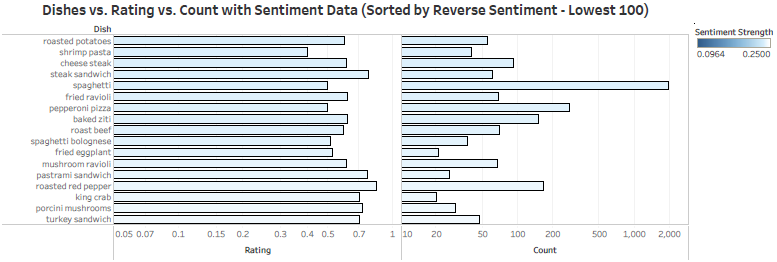 Dishes vs. Rating vs. Count with Sentiment Data (Sorted by Reverse Sentiment - Lowest 100)
Dish
Sentiment Strength
0.0964 0.2500
roasted potatoes
shrimp pasta
cheese steak
steak sandwich
spaghetti
fried ravioli
pepperoni pizza
baked ziti
roast beef
spaghetti bolognese
fried eggplant
mushroom ravioli
pastrami sandwich
roasted red pepper
king crab
porcini mushrooms
turkey sandwich
0.05 0.07 0.1 0.15 0.2 0.3 0.4 0.5 0.7 1 10 20 50 100 200 500 1,000 2,000
Rating Count